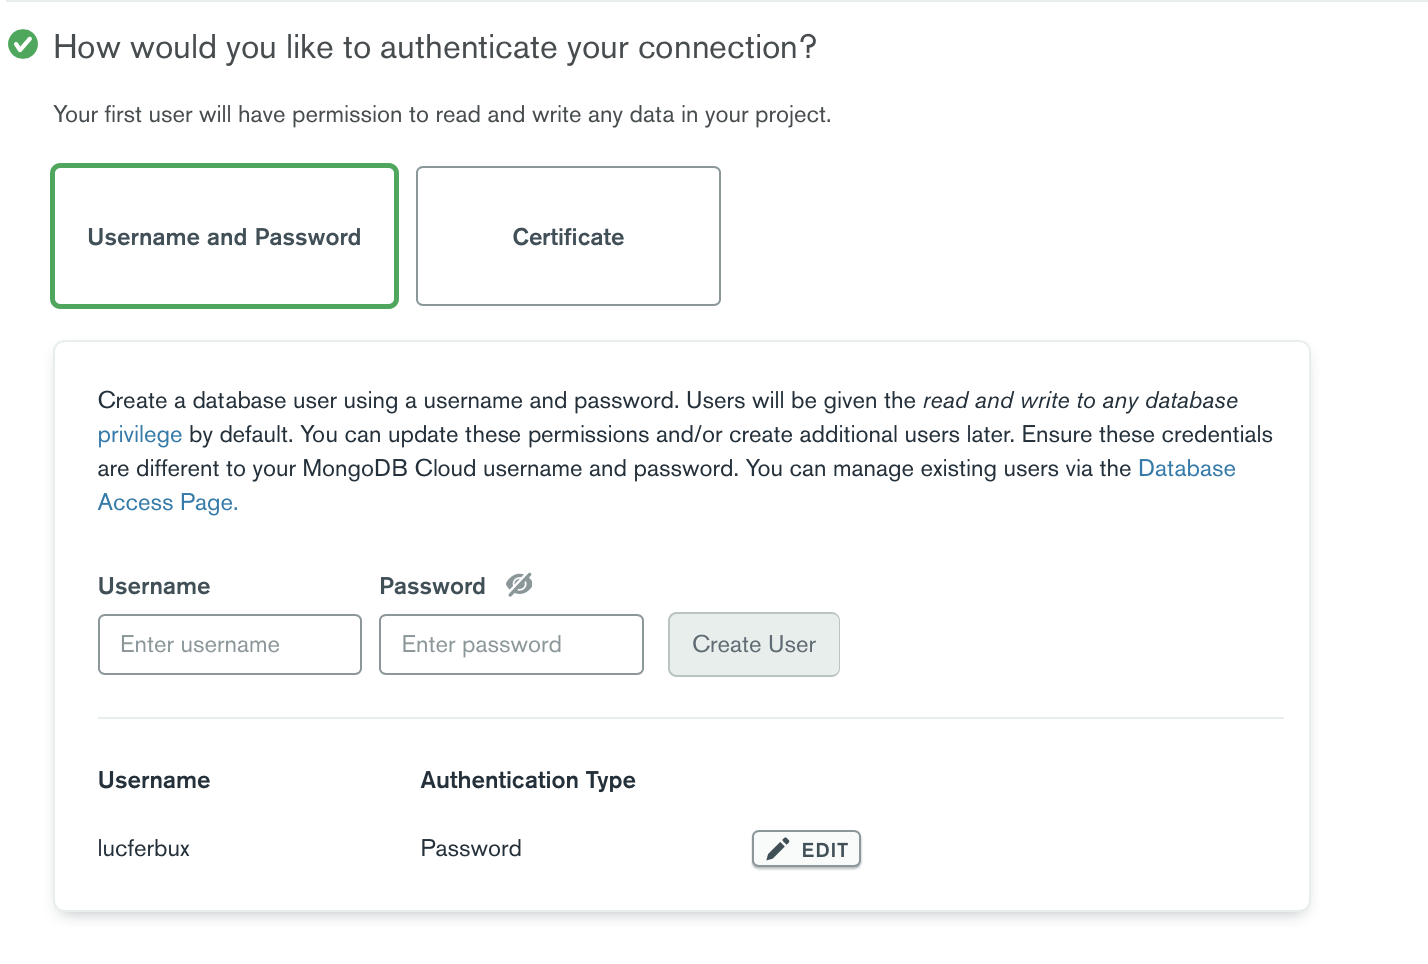 How would you like to authenticate your connection?
Your first user will have permission to read and write any data in your project.
Username and Password
Certificate
Create a database user using a username and password. Users will be given the read and write to any database
privilege by default. You can update these permissions and/or create additional users later. Ensure these credentials
are different to your MongoDB Cloud username and password. You can manage existing users via the Database
Access Page.
Username
Password
Enter username
Enter password
Create User
Username
Authentication Type
lucferbux
Password
EDIT